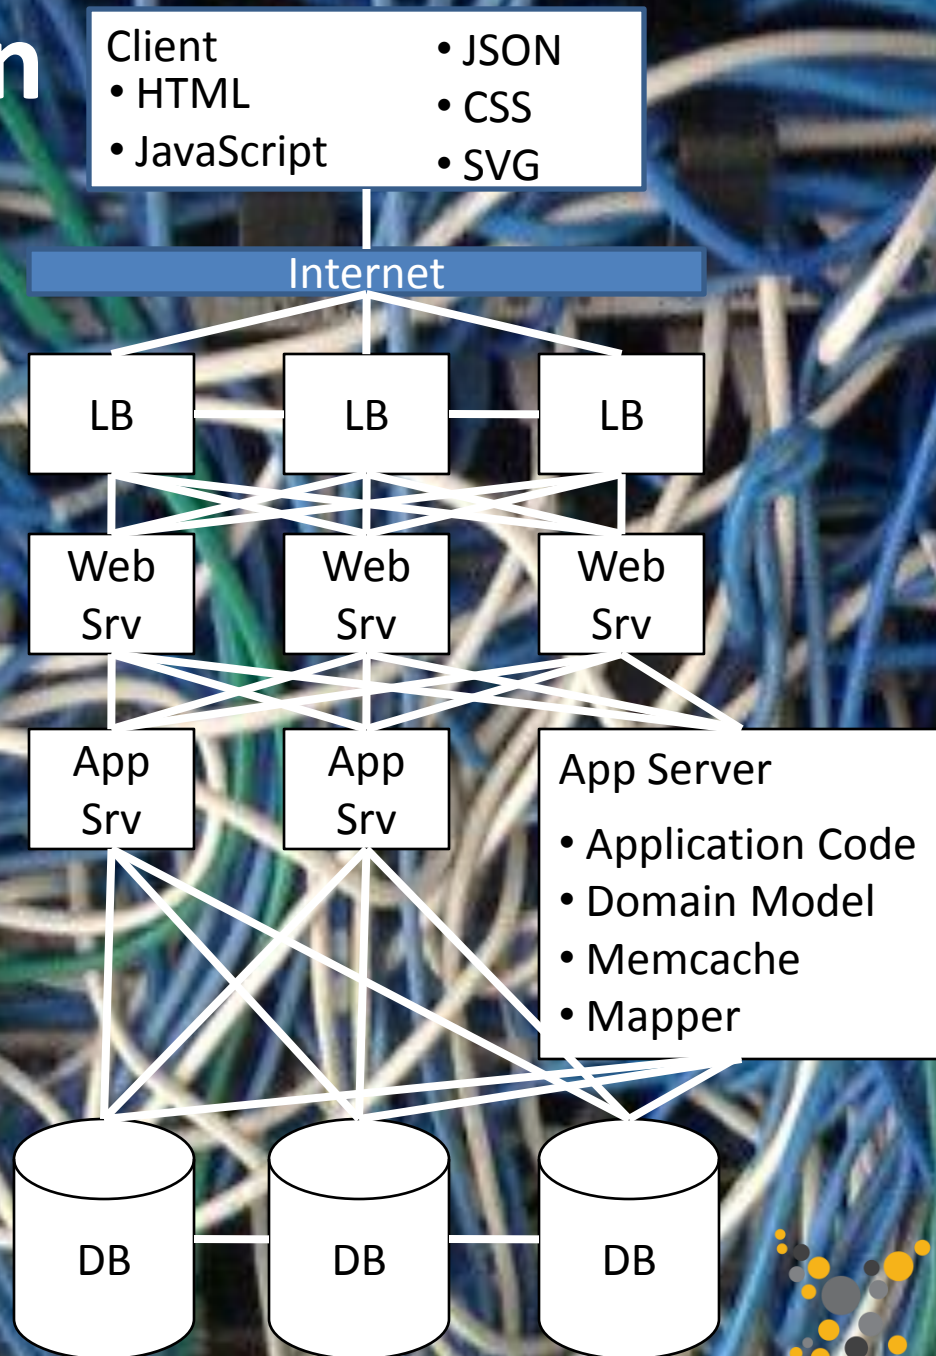 n
Client
• HTML
• JavaScript
• JSON
• CSS
• SVG
Internet
LB LB LB
Web Web Web
Srv Srv Srv
App App
Srv Srv
App Server
• Application Code
• Domain Model
• Memcache
• Mapper
DB DB DB